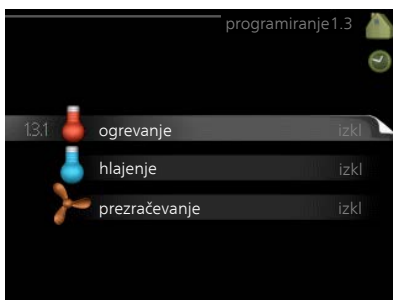 programiranje1.3
1.3.1 ogrevanje izkl
hlajenje izkl
prezračevanje izkl